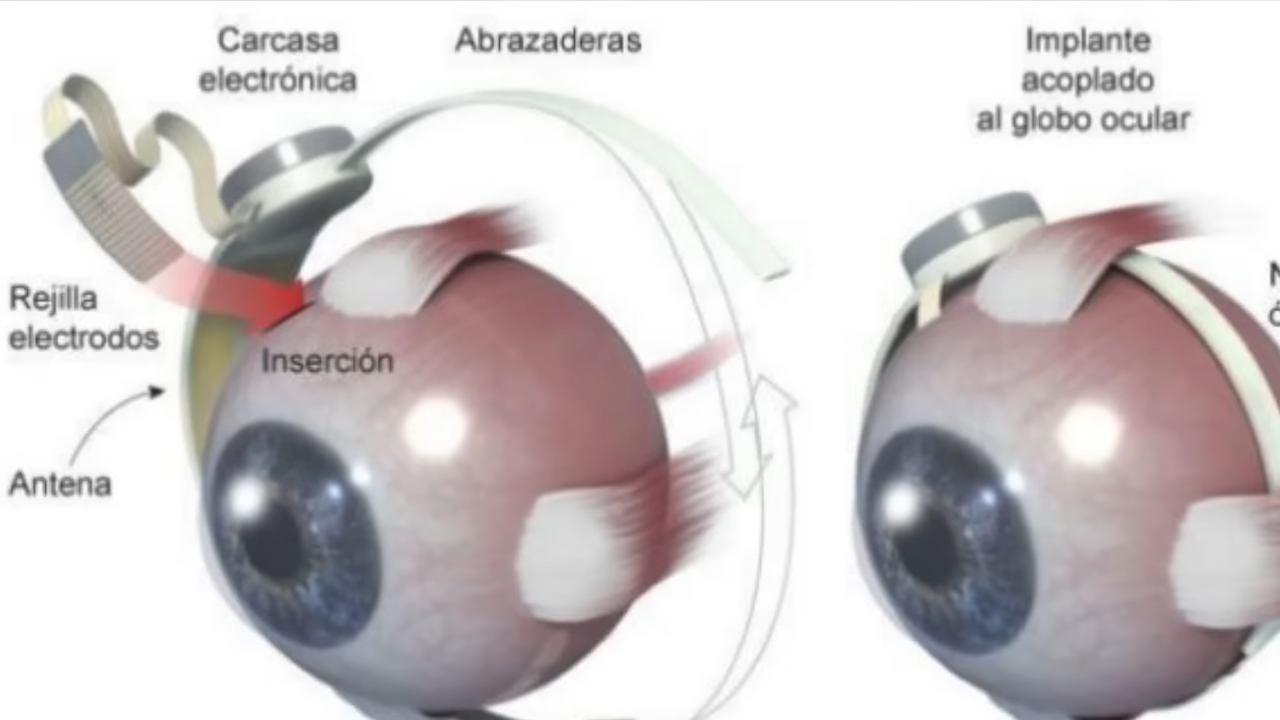 Carcasa
electrónica
Abrazaderas
Implante
acoplado
al globo ocular
Rejilla
electrodos
Inserción
Antena